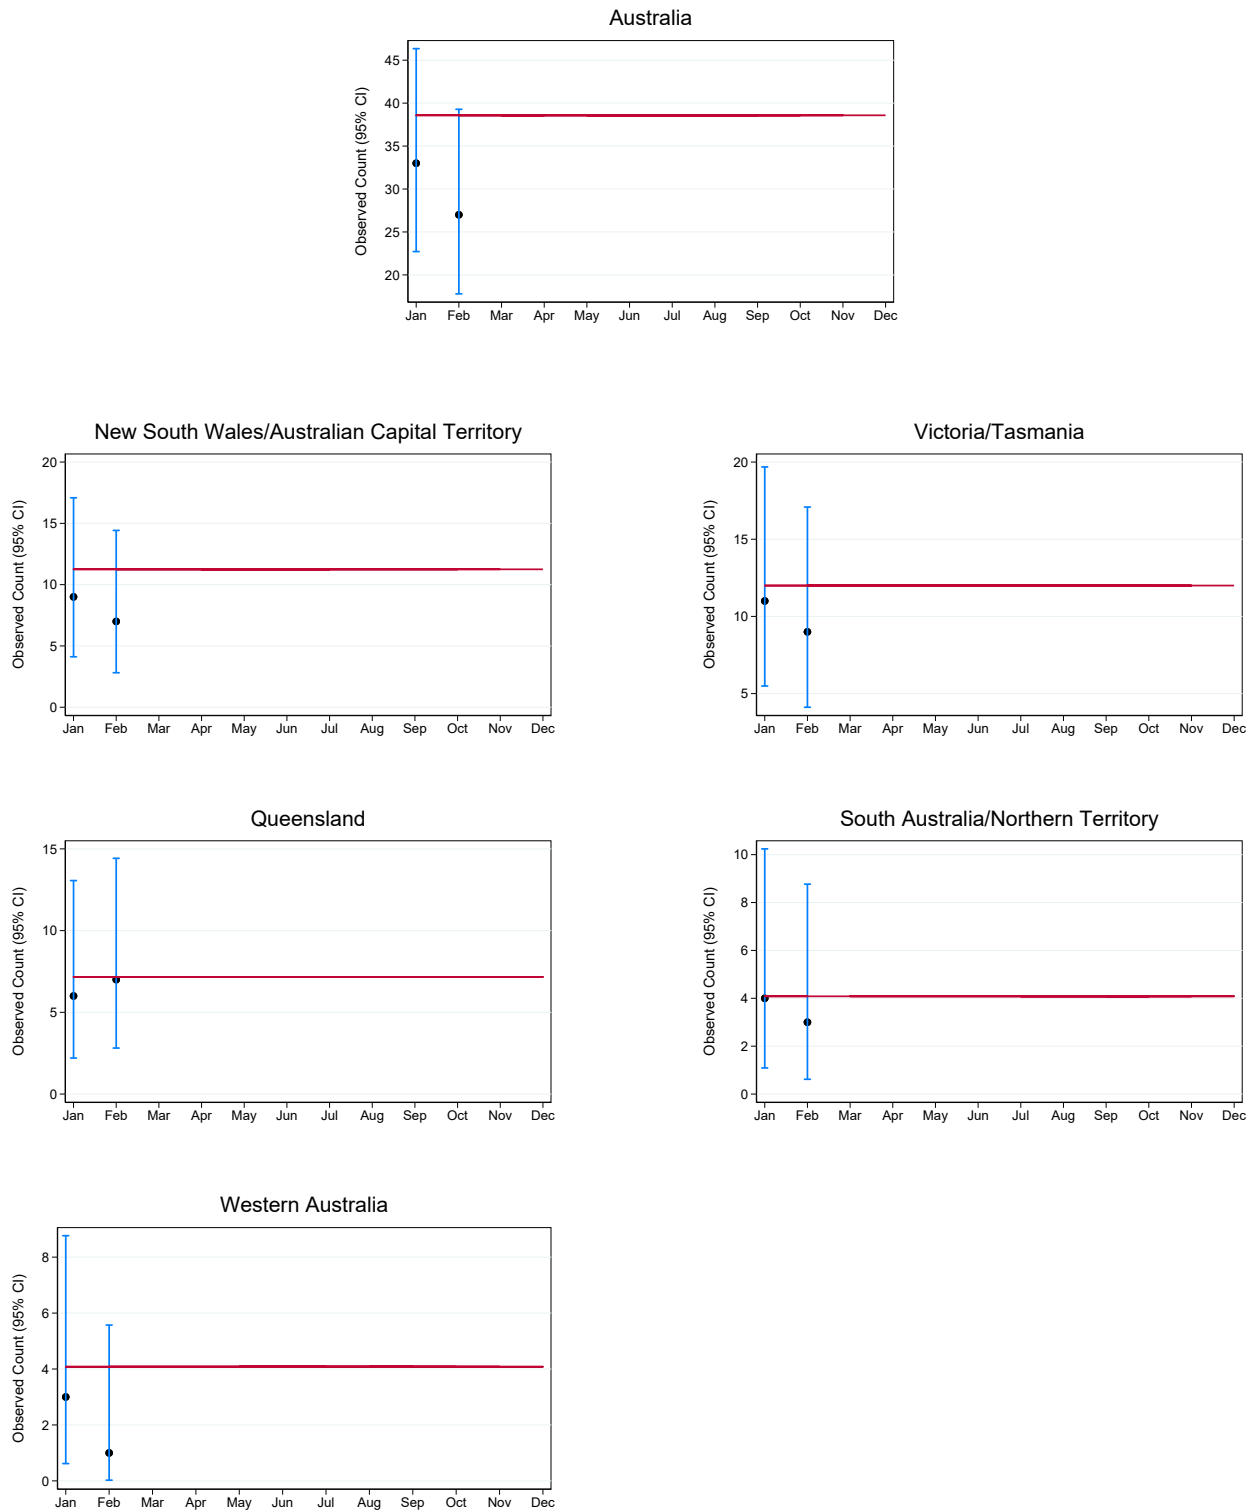 Australia
Observed Count (95% CI)
45
40
35
30
25
20
Jan Feb Mar Apr May Jun Jul Aug Sep Oct Nov Dec
New South Wales/Australian Capital Territory
Observed Count (95% CI)
20
15
10
5
0
Jan Feb Mar Apr May Jun Jul Aug Sep Oct Nov Dec
Victoria/Tasmania
Observed Count (95% CI)
20
15
10
5
Jan Feb Mar Apr May Jun Jul Aug Sep Oct Nov Dec
Queensland
Observed Count (95% CI)
15
10
5
0
Jan Feb Mar Apr May Jun Jul Aug Sep Oct Nov Dec
South Australia/Northern Territory
Observed Count (95% CI)
10
8
6
4
2
0
Jan Feb Mar Apr May Jun Jul Aug Sep Oct Nov Dec
Western Australia
Observed Count (95% CI)
8
6
4
2
0
Jan Feb Mar Apr May Jun Jul Aug Sep Oct Nov Dec